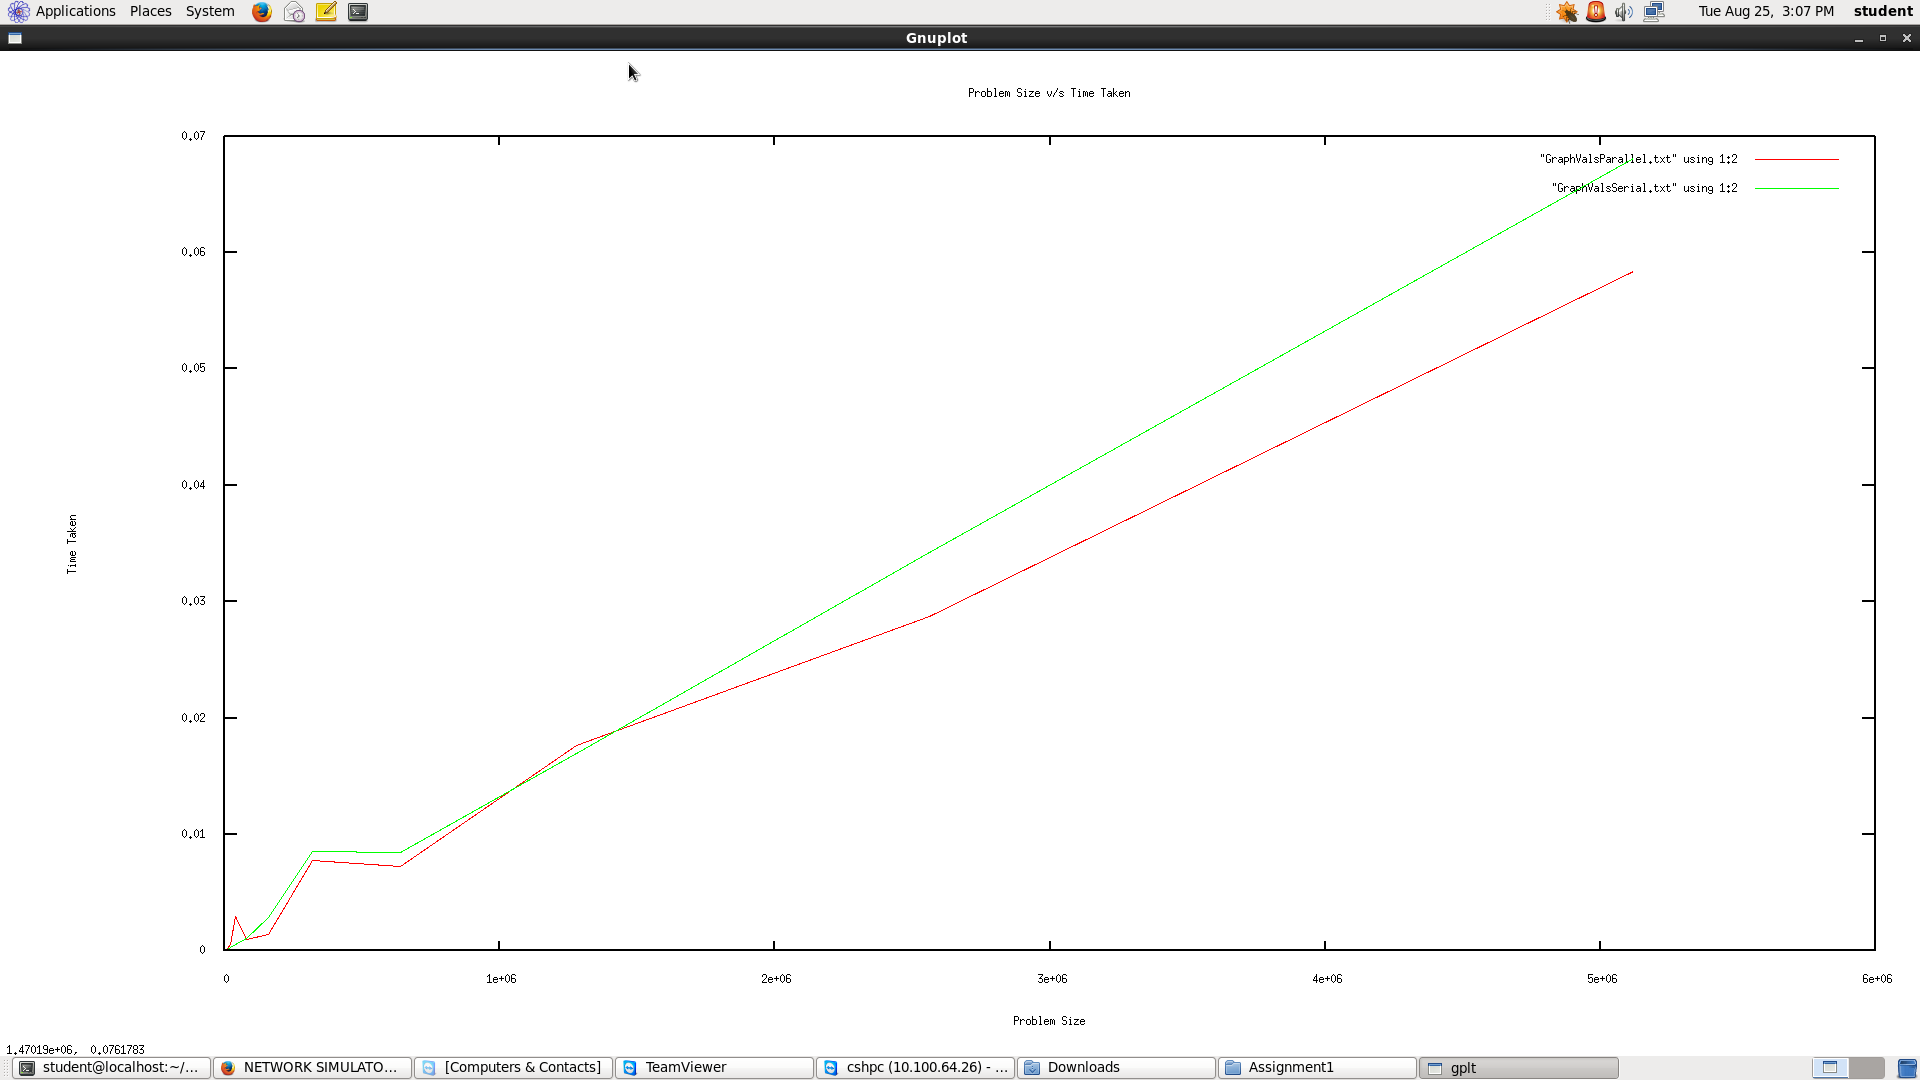 Applications Places System Tue Aug 25, 3:07 PM student
Gnuplot
Problem Size v/s Time Taken
0.07
"GraphValsParallel.txt" using 1:2
"GraphValsSerial.txt" using 1:2
0.06
0.05
0.04
Time Taken
0.03
0.02
0.01
0
0 1e+06 2e+06 3e+06 4e+06 5e+06 6e+06
Problem Size
1.47019e+06, 0.0761783
student@localhost:~/... NETWORK SIMULATO... [Computers & Contacts] TeamViewer cshpc (10.100.64.26) - ... Downloads Assignment1 gplt